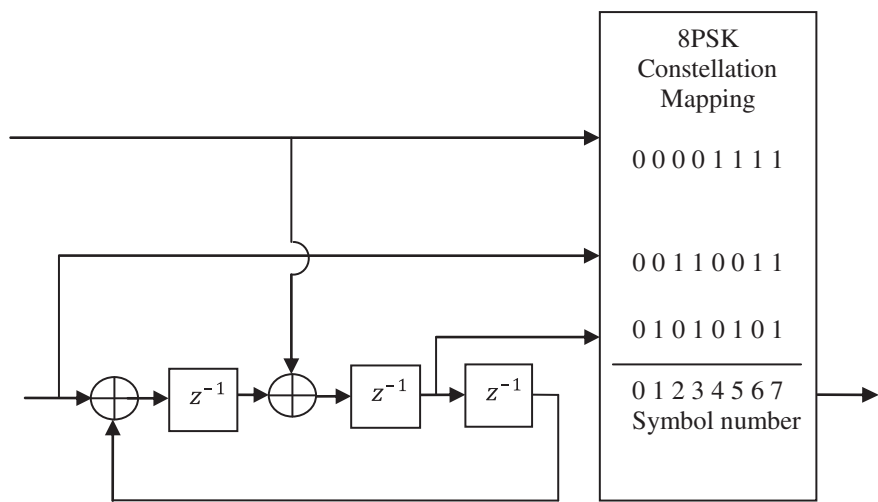 8PSK
Constellation
Mapping
0 0 0 0 1 1 1 1
0 0 1 1 0 0 1 1
0 1 0 1 0 1 0 1
z⁻¹
z⁻¹
z⁻¹
0 1 2 3 4 5 6 7
Symbol number